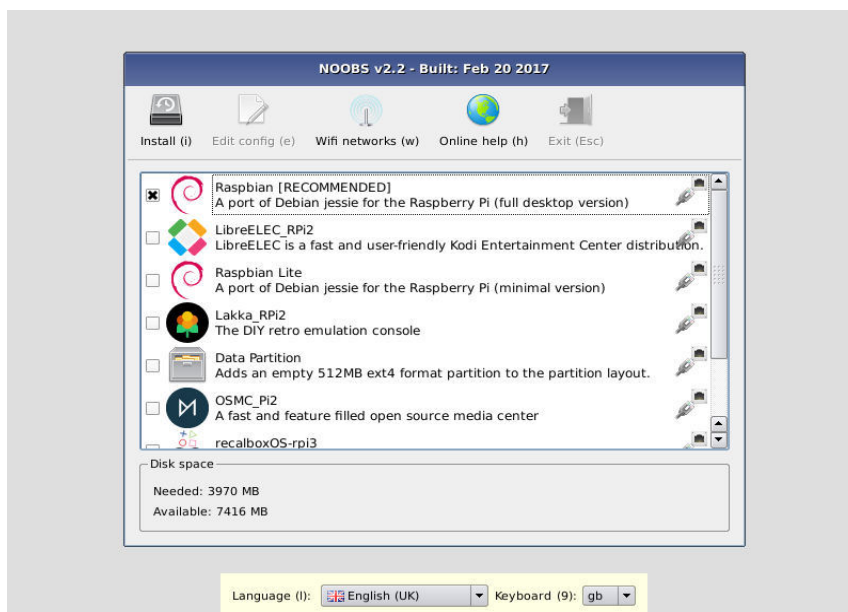 NOOBS v2.2 - Built: Feb 20 2017
Install (i) Edit config (e) Wifi networks (w) Online help (h) Exit (Esc)
Raspbian [RECOMMENDED]
A port of Debian jessie for the Raspberry Pi (full desktop version)
LibreELEC_RPi2
LibreELEC is a fast and user-friendly Kodi Entertainment Center distribution.
Raspbian Lite
A port of Debian jessie for the Raspberry Pi (minimal version)
Lakka_RPi2
The DIY retro emulation console
Data Partition
Adds an empty 512MB ext4 format partition to the partition layout.
OSMC_Pi2
A fast and feature filled open source media center
recalboxOS-rpi3
Disk space
Needed: 3970 MB
Available: 7416 MB
Language (l): English (UK) Keyboard (9): gb